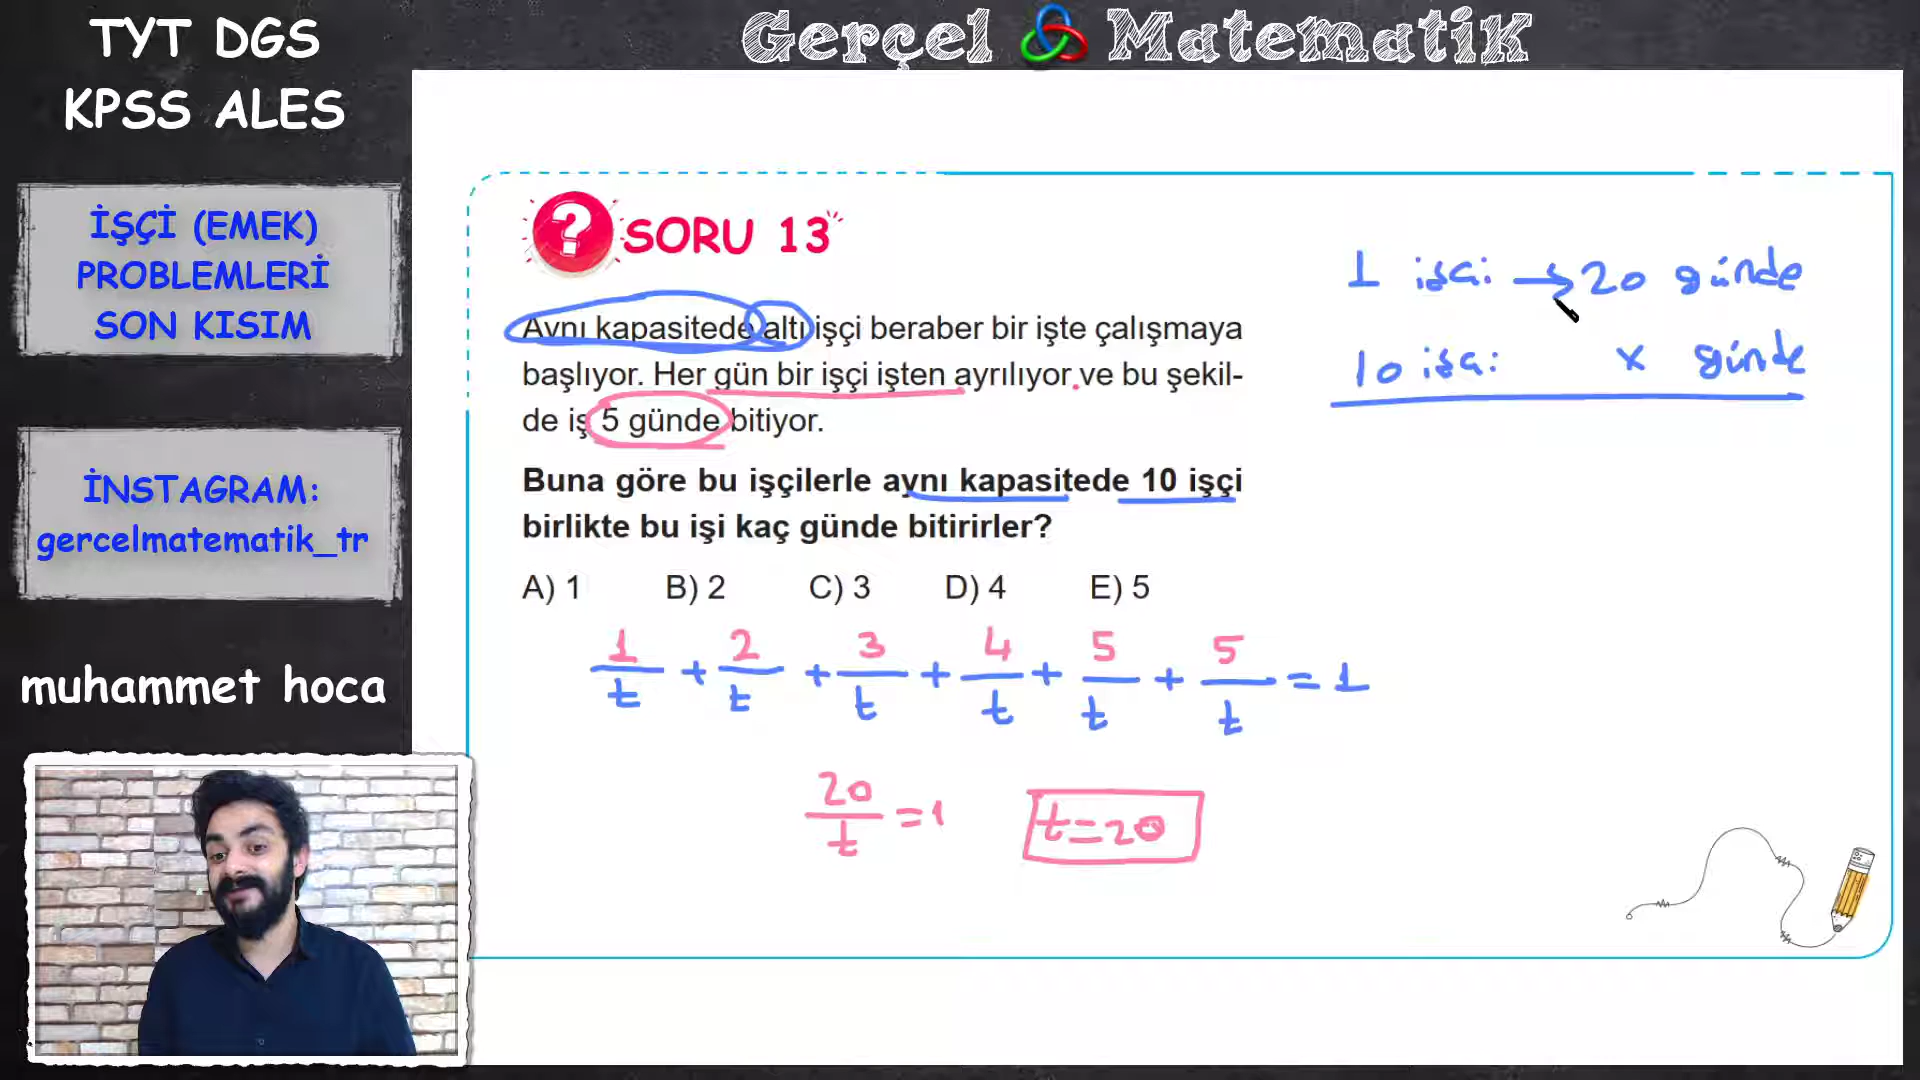 TYT DGS
KPSS ALES
Gerçel Matematik
İŞÇİ (EMEK)
PROBLEMLERİ
SON KISIM
İNSTAGRAM:
gercelmatematik_tr
muhammet hoca
? SORU 13
Aynı kapasitede altı işçi beraber bir işte çalışmaya
başlıyor. Her gün bir işçi işten ayrılıyor ve bu şekil-
de iş 5 günde bitiyor.
Buna göre bu işçilerle aynı kapasitede 10 işçi
birlikte bu işi kaç günde bitirirler?
A) 1 B) 2 C) 3 D) 4 E) 5
1/t + 2/t + 3/t + 4/t + 5/t + 5/t = 1
20/t = 1 t = 20
1 işçi → 20 günde
10 işçi x günde